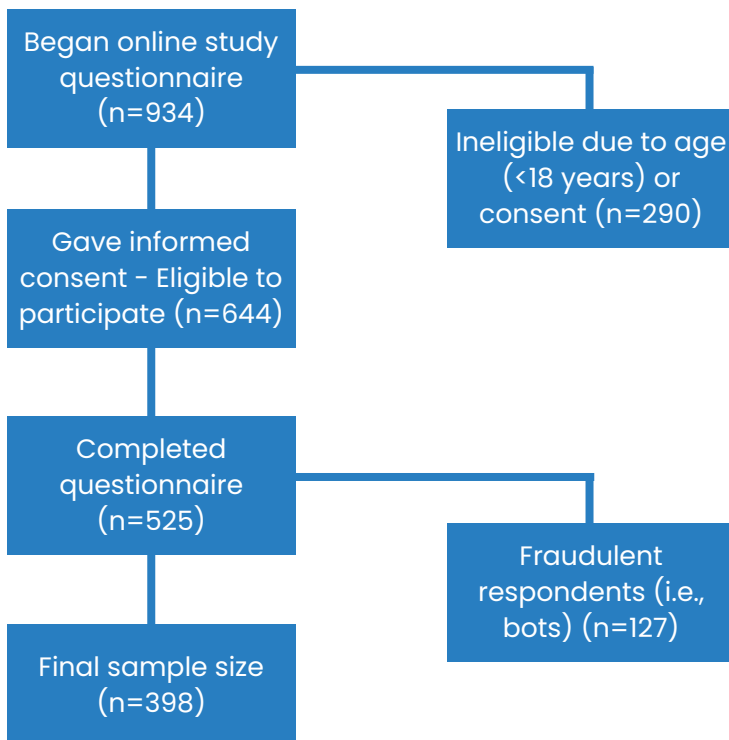 Began online study
questionnaire
(n=934)
Ineligible due to age
(<18 years) or
consent (n=290)
Gave informed
consent - Eligible to
participate (n=644)
Completed
questionnaire
(n=525)
Fraudulent
respondents (i.e.,
bots) (n=127)
Final sample size
(n=398)